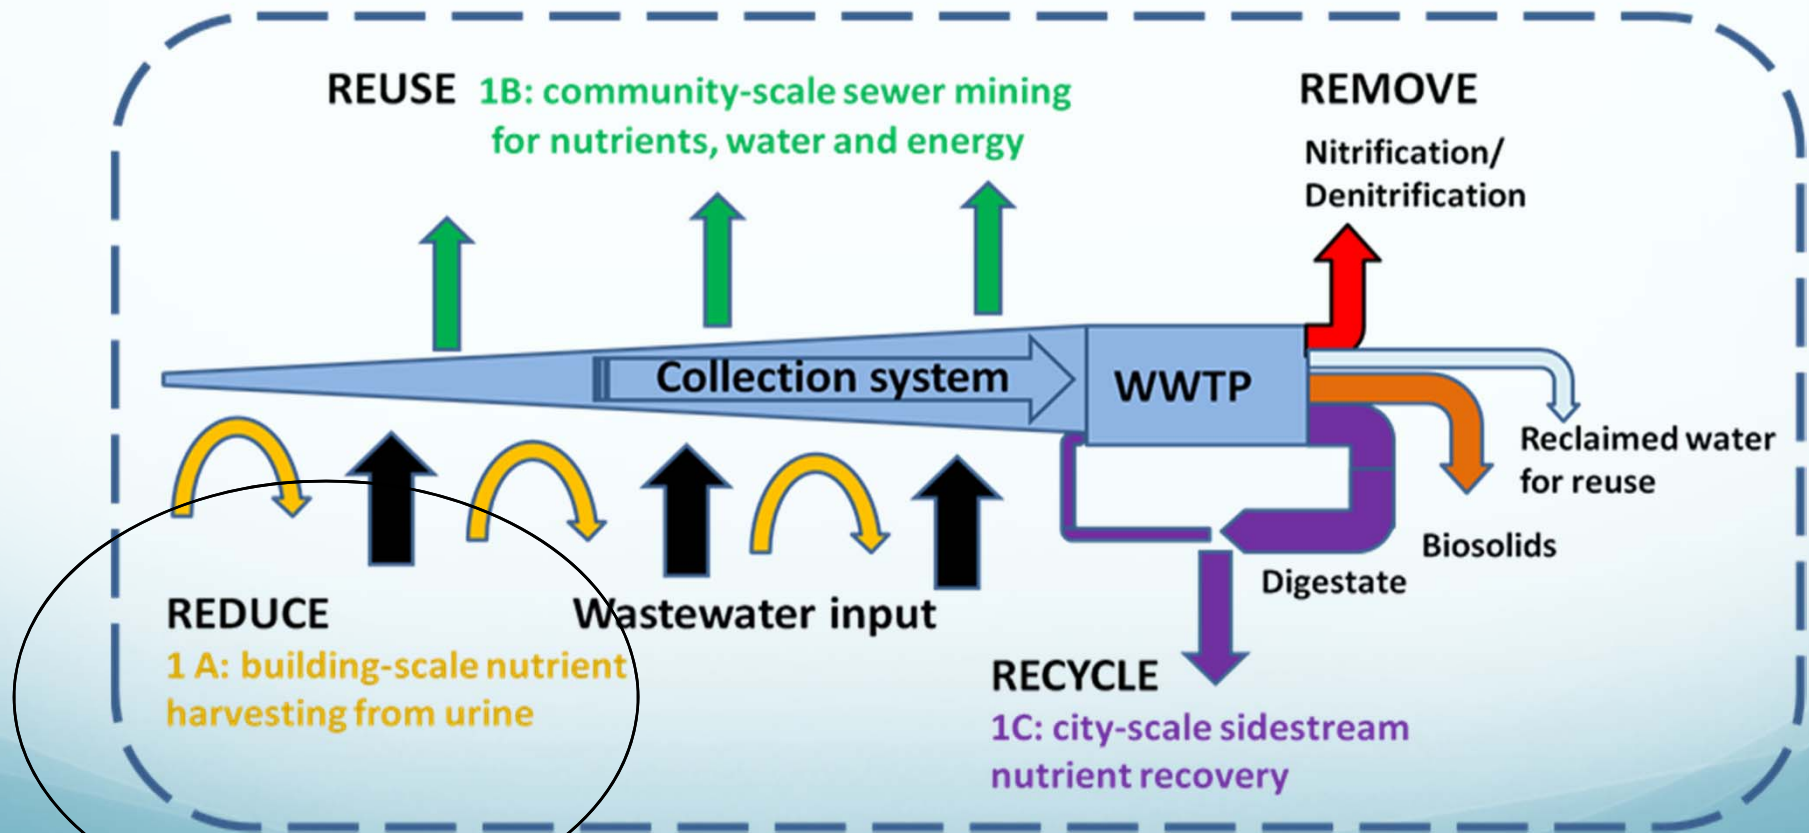 REUSE 1B: community-scale sewer mining
for nutrients, water and energy
REMOVE
Nitrification/
Denitrification
Collection system
WWTP
Reclaimed water
for reuse
Biosolids
Digestate
REDUCE
1 A: building-scale nutrient
harvesting from urine
Wastewater input
RECYCLE
1C: city-scale sidestream
nutrient recovery